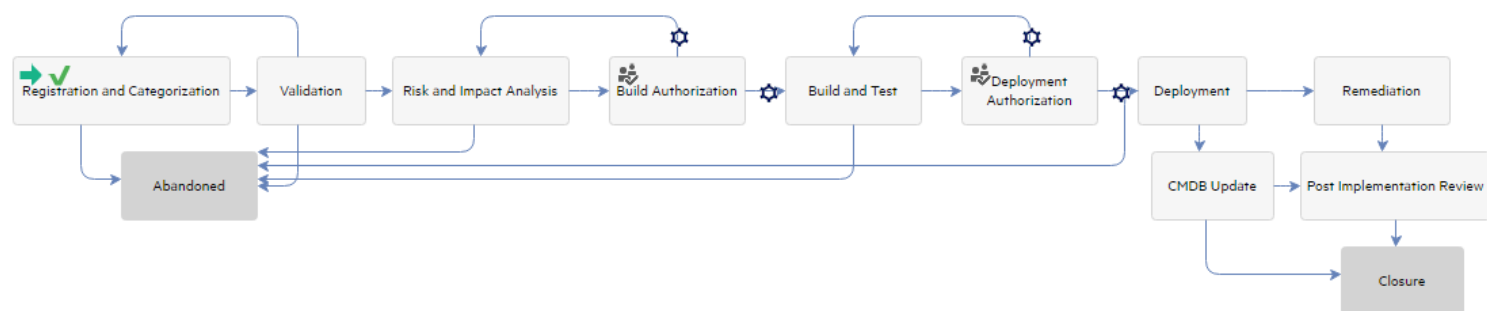 Registration and Categorization
Validation
Risk and Impact Analysis
Build Authorization
Build and Test
Deployment
Authorization
Deployment
Remediation
Abandoned
CMDB Update
Post Implementation Review
Closure